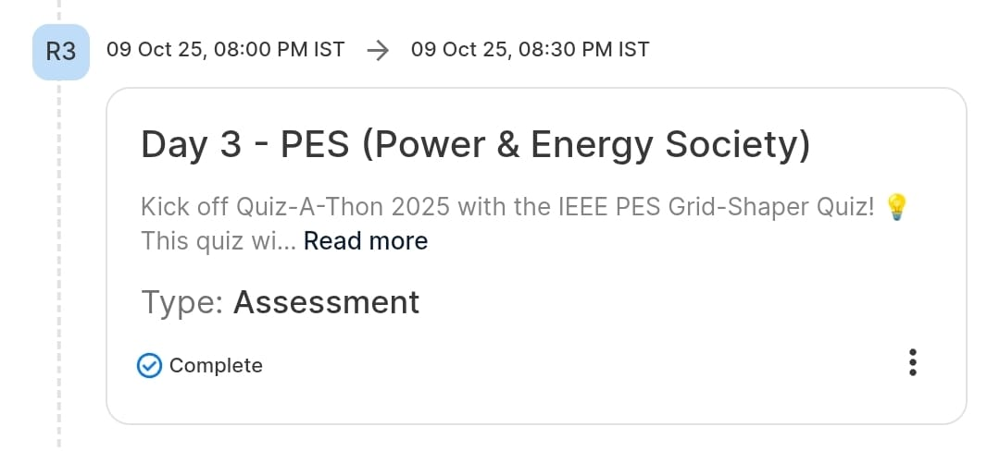 R3 09 Oct 25, 08:00 PM IST → 09 Oct 25, 08:30 PM IST
Day 3 - PES (Power & Energy Society)
Kick off Quiz-A-Thon 2025 with the IEEE PES Grid-Shaper Quiz! 💡
This quiz wi... Read more
Type: Assessment
Complete